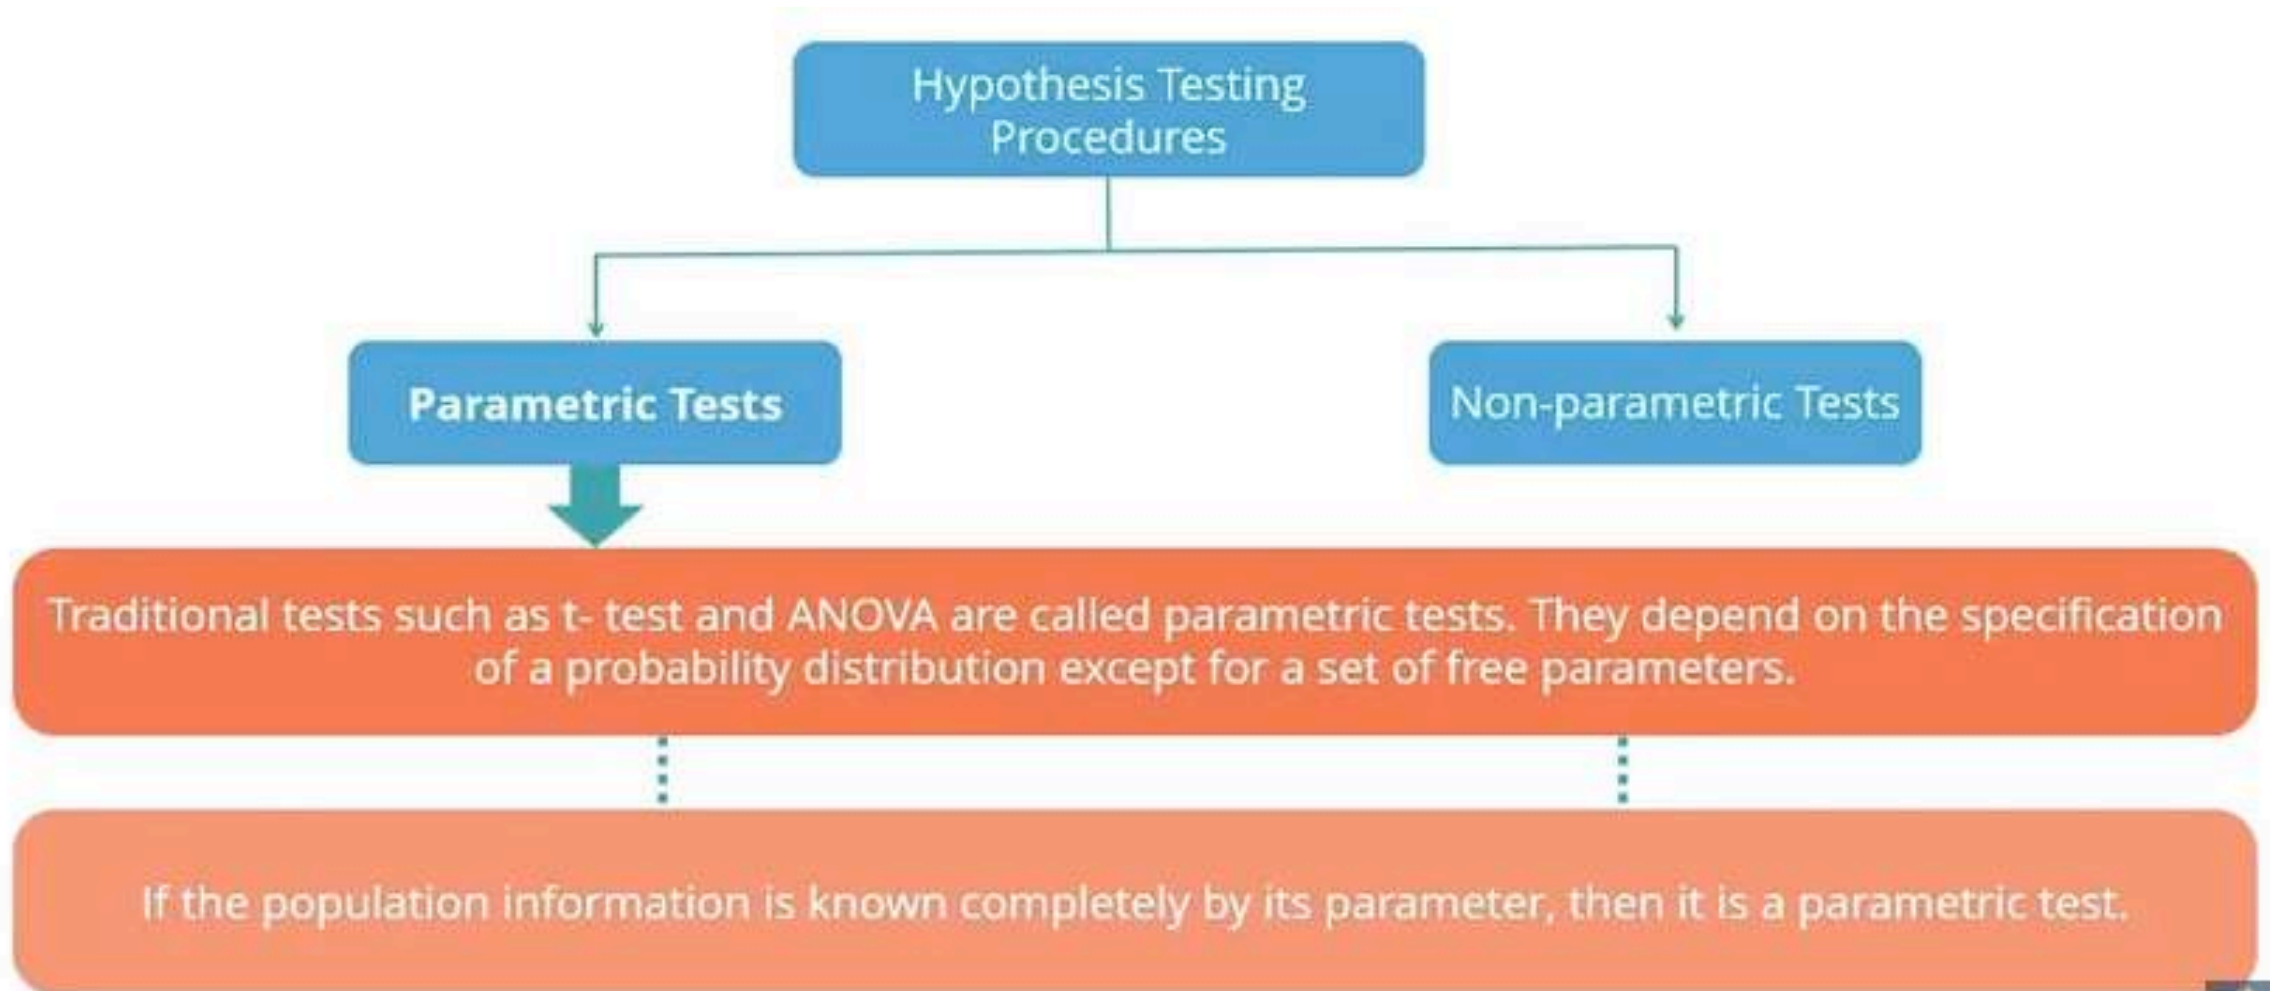 Hypothesis Testing
Procedures
Parametric Tests
Non-parametric Tests
Traditional tests such as t- test and ANOVA are called parametric tests. They depend on the specification
of a probability distribution except for a set of free parameters.
If the population information is known completely by its parameter, then it is a parametric test.